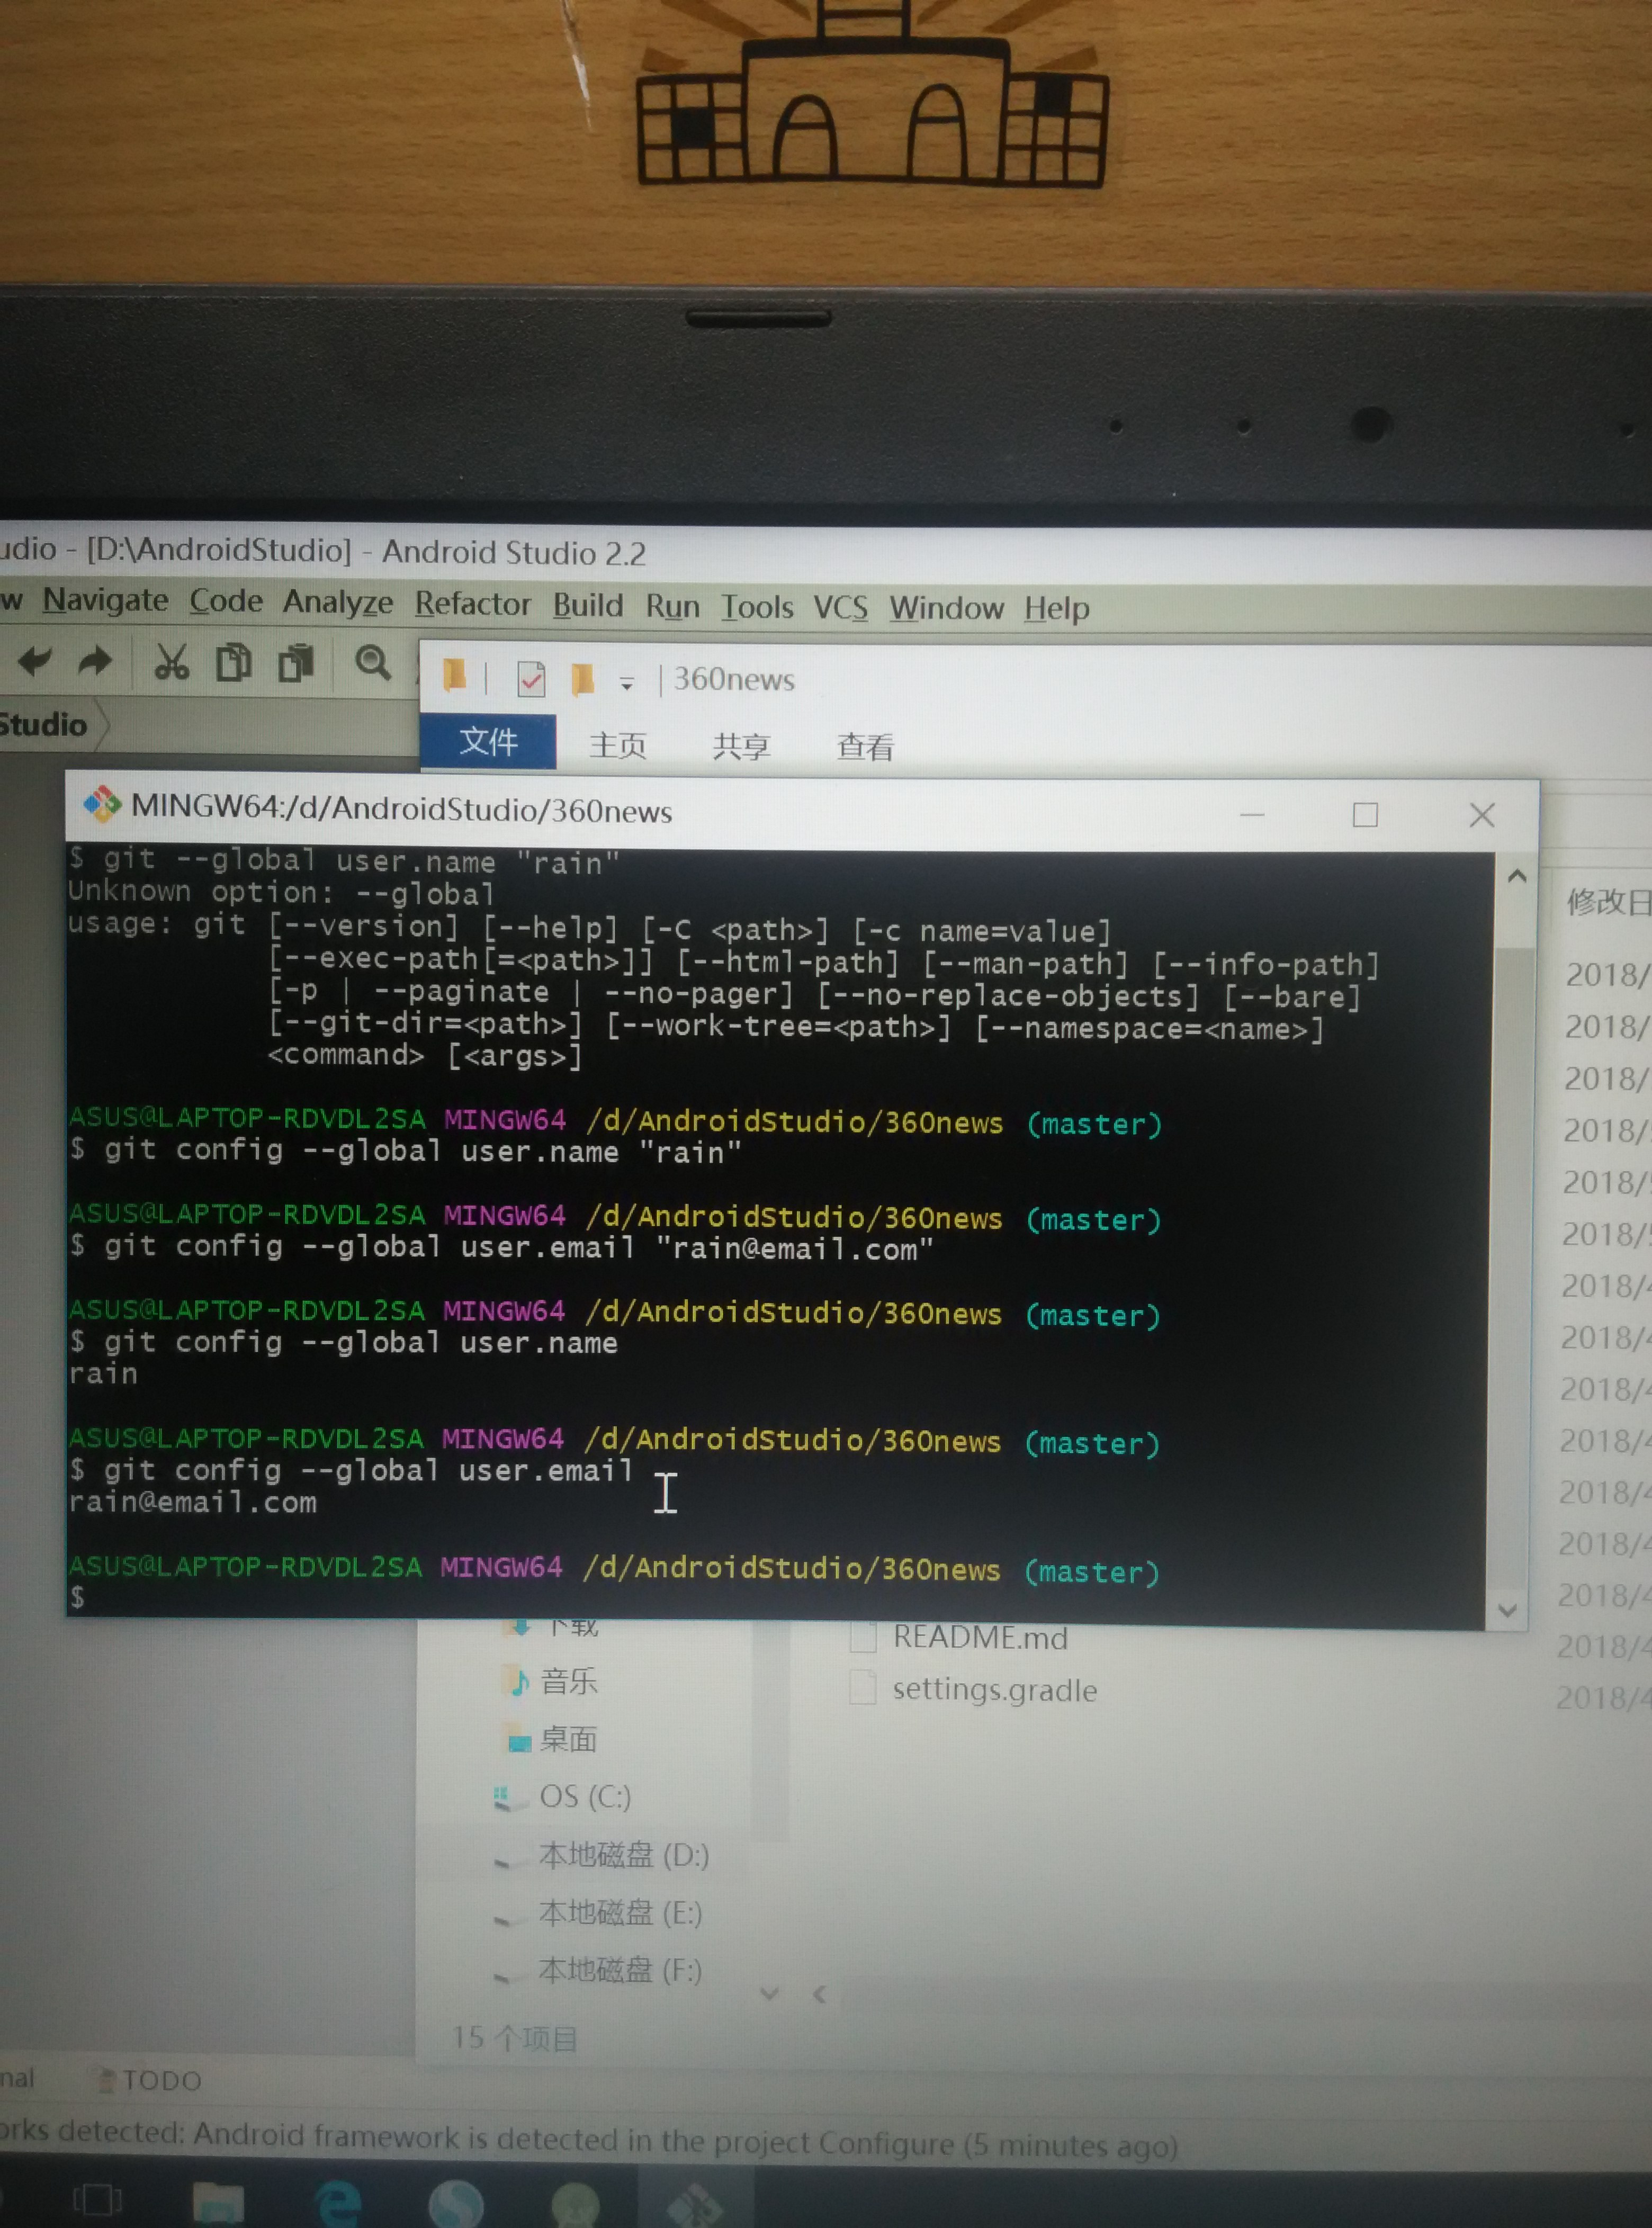 - [D:\AndroidStudio] - Android Studio 2.2
Navigate Code Analyze Refactor Build Run Tools VCS Window Help
360news
Studio
文件 主页 共享 查看
MINGW64:/d/AndroidStudio/360news
$ git --global user.name "rain"
Unknown option: --global
usage: git [--version] [--help] [-C <path>] [-c name=value]
[--exec-path[=<path>]] [--html-path] [--man-path] [--info-path]
[-p | --paginate | --no-pager] [--no-replace-objects] [--bare]
[--git-dir=<path>] [--work-tree=<path>] [--namespace=<name>]
<command> [<args>]
ASUS@LAPTOP-RDVDL2SA MINGW64 /d/AndroidStudio/360news (master)
$ git config --global user.name "rain"
ASUS@LAPTOP-RDVDL2SA MINGW64 /d/AndroidStudio/360news (master)
$ git config --global user.email "rain@email.com"
ASUS@LAPTOP-RDVDL2SA MINGW64 /d/AndroidStudio/360news (master)
$ git config --global user.name
rain
ASUS@LAPTOP-RDVDL2SA MINGW64 /d/AndroidStudio/360news (master)
$ git config --global user.email
rain@email.com
ASUS@LAPTOP-RDVDL2SA MINGW64 /d/AndroidStudio/360news (master)
$
修改日
2018/
2018/
2018/
2018/
2018/
2018/
2018/4
2018/4
2018/4
2018/4
2018/4
2018/4
2018/4
2018/4
2018/4
下载
README.md
音乐
settings.gradle
桌面
OS (C:)
本地磁盘 (D:)
本地磁盘 (E:)
本地磁盘 (F:)
15 个项目
TODO
detected: Android framework is detected in the project Configure (5 minutes ago)